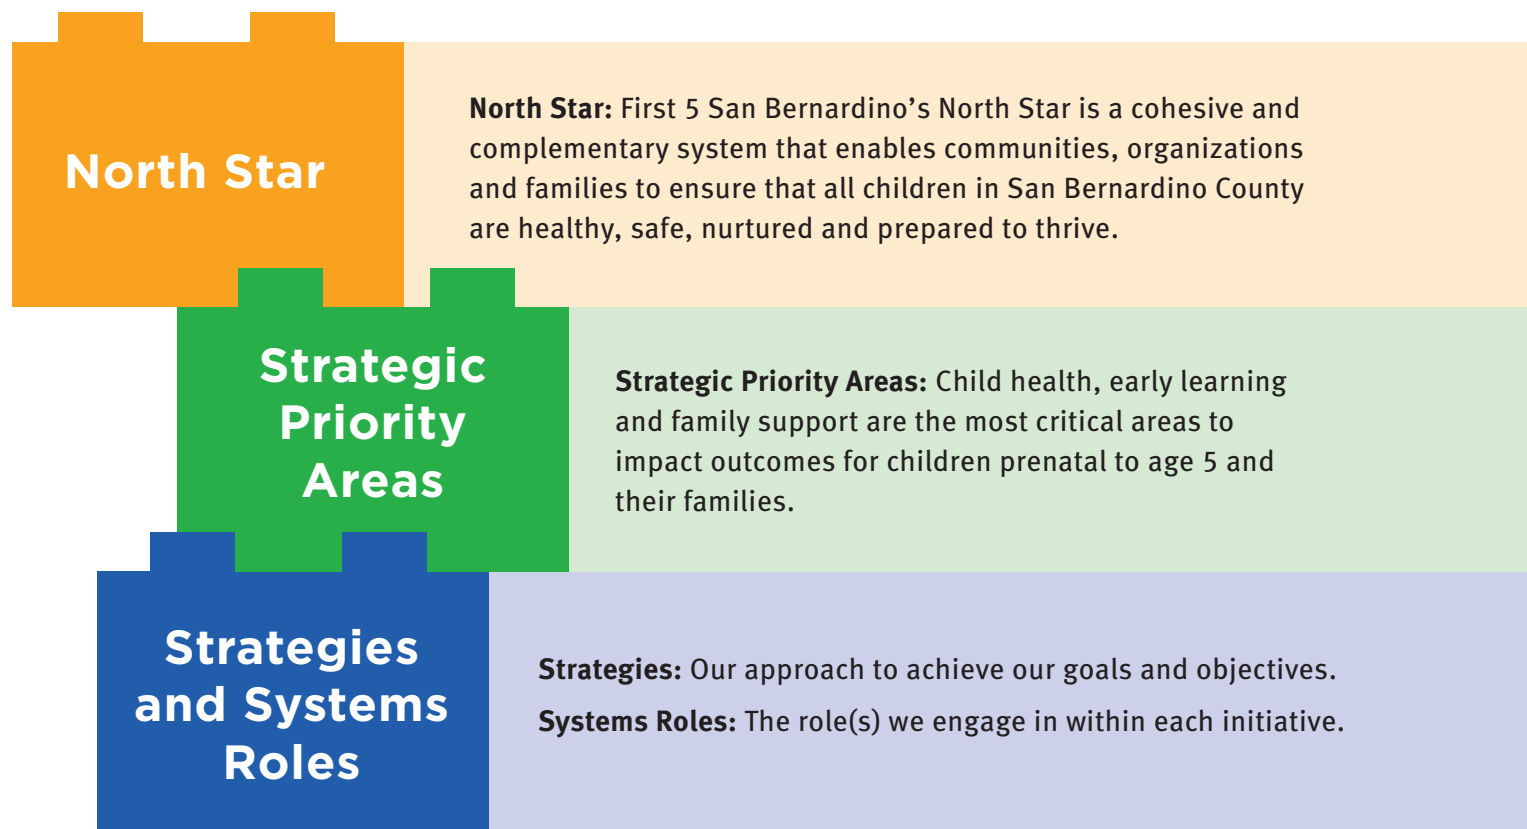 North Star
North Star: First 5 San Bernardino’s North Star is a cohesive and
complementary system that enables communities, organizations
and families to ensure that all children in San Bernardino County
are healthy, safe, nurtured and prepared to thrive.
Strategic
Priority
Areas
Strategic Priority Areas: Child health, early learning
and family support are the most critical areas to
impact outcomes for children prenatal to age 5 and
their families.
Strategies
and Systems
Roles
Strategies: Our approach to achieve our goals and objectives.
Systems Roles: The role(s) we engage in within each initiative.